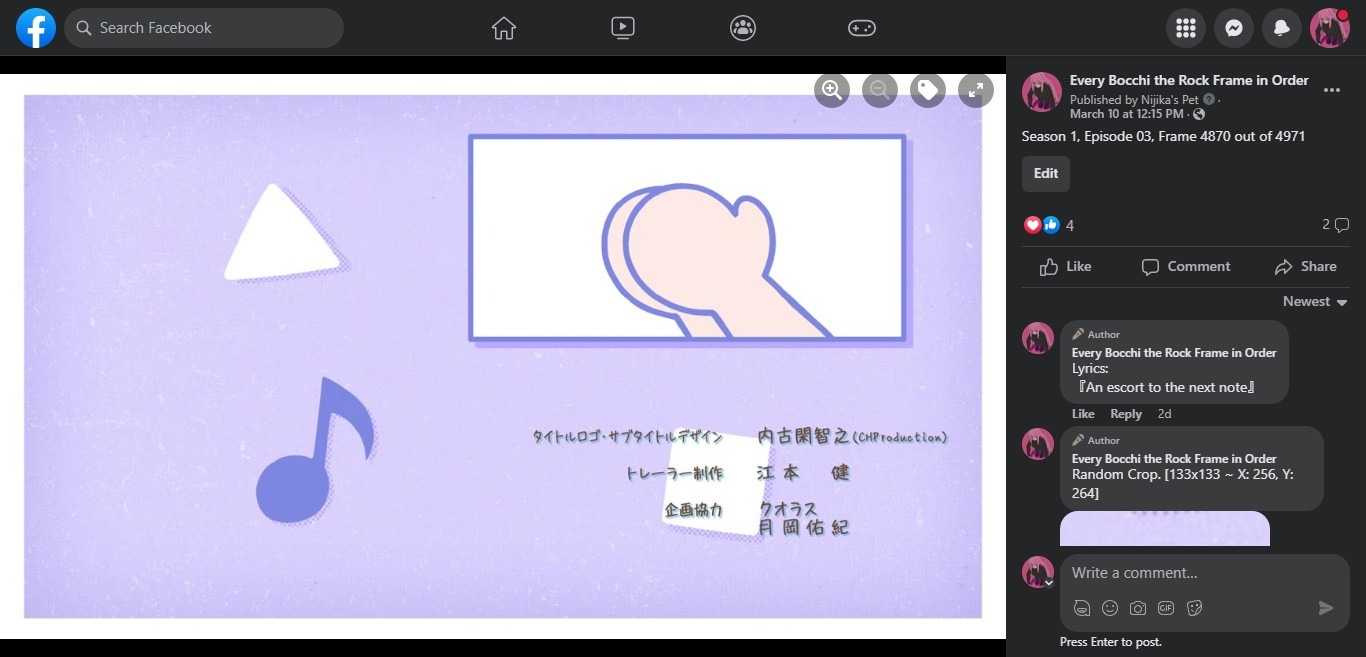 Search Facebook
タイトルロゴ・サブタイトルデザイン 内古閑智之(CHProduction)
トレーラー制作 江本 健
企画協力 クオラス
月岡佑紀
Every Bocchi the Rock Frame in Order
Published by Nijika's Pet ·
March 10 at 12:15 PM ·
Season 1, Episode 03, Frame 4870 out of 4971
Edit
4
2
Like Comment Share
Newest
Author
Every Bocchi the Rock Frame in Order
Lyrics:
『An escort to the next note』
Like Reply 2d
Author
Every Bocchi the Rock Frame in Order
Random Crop. [133x133 ~ X: 256, Y:
264]
Write a comment...
GIF
Press Enter to post.